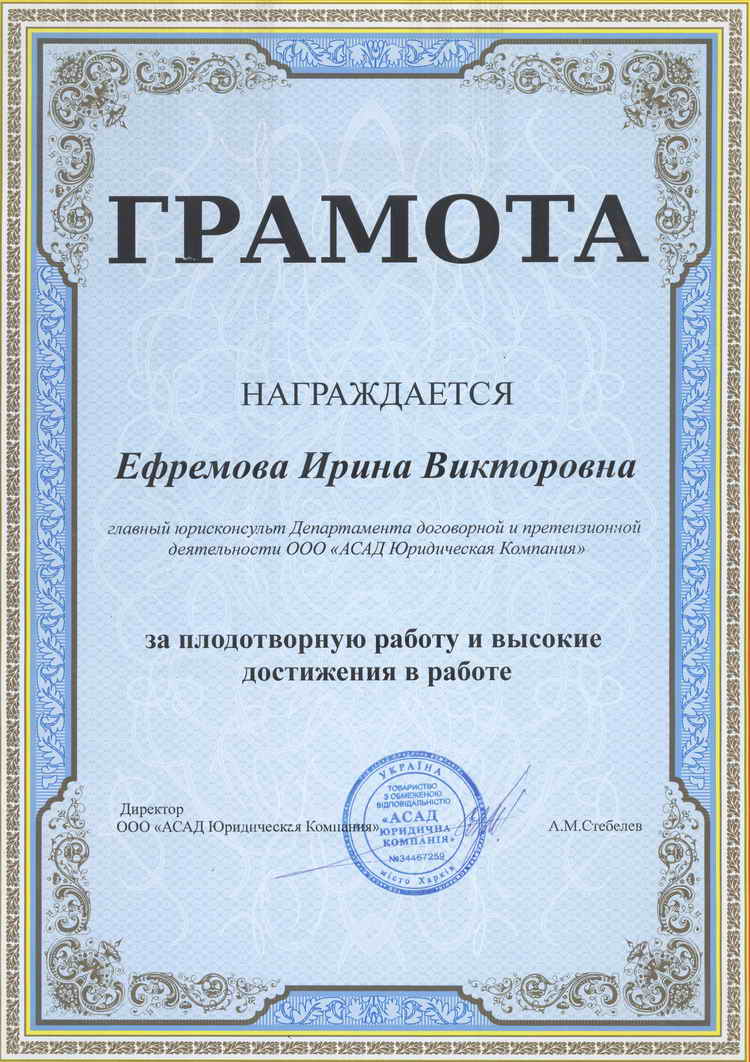 ГРАМОТА
НАГРАЖДАЕТСЯ
Ефремова Ирина Викторовна
главный юрисконсульт Департамента договорной и претензионной
деятельности ООО «АСАД Юридическая Компания»
за плодотворную работу и высокие
достижения в работе
Директор
ООО «АСАД Юридическая Компания»
А.М.Стебелев
УКРАЇНА
ТОВАРИСТВО
З ОБМЕЖЕНОЮ
ВІДПОВІДАЛЬНІСТЮ
«АСАД
ЮРИДИЧНА
КОМПАНІЯ»
№34467259
місто Харків